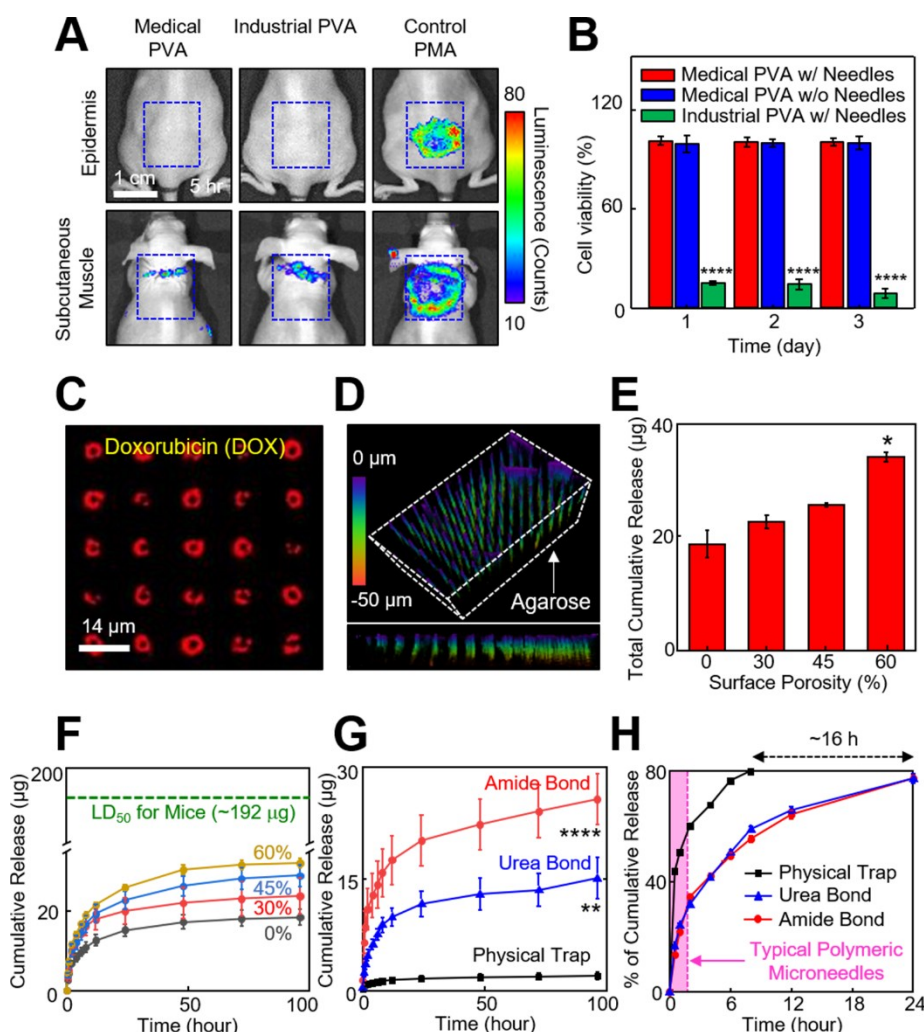 A
Medical
PVA
Industrial PVA
Control
PMA
Epidermis
1 cm
5 hr
Subcutaneous
Muscle
80
Luminescence (Counts)
10
B
Medical PVA w/ Needles
Medical PVA w/o Needles
Industrial PVA w/ Needles
Cell viability (%)
120
60
0
****
****
****
1
2
3
Time (day)
C
Doxorubicin (DOX)
14 µm
D
0 µm
-50 µm
Agarose
E
Total Cumulative Release (µg)
40
20
0
*
0
30
45
60
Surface Porosity (%)
F
Cumulative Release (µg)
200
20
0
LD50 for Mice (~192 µg)
60%
45%
30%
0%
0
50
100
Time (hour)
G
Cumulative Release (µg)
30
15
0
Amide Bond
****
Urea Bond
**
Physical Trap
0
50
100
Time (hour)
H
~16 h
% of Cumulative Release
80
40
0
Physical Trap
Urea Bond
Amide Bond
Typical Polymeric
Microneedles
0
6
12
24
Time (hour)